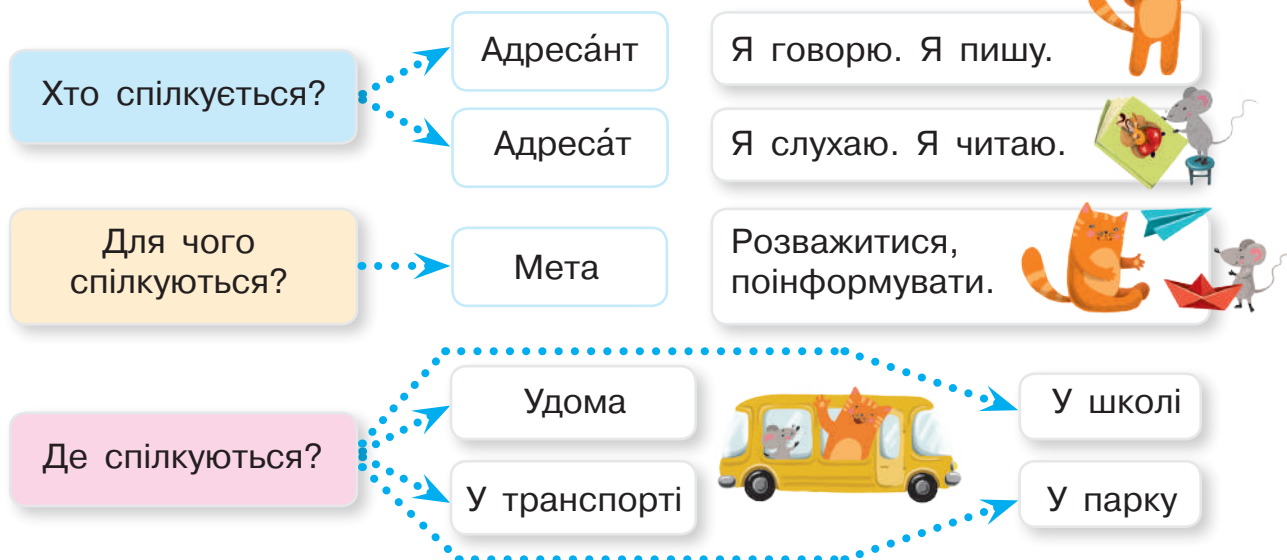 Хто спілкується?
Адреса́нт
Я говорю. Я пишу.
Адреса́т
Я слухаю. Я читаю.
Для чого
спілкуються?
Мета
Розважитися,
поінформувати.
Де спілкуються?
Удома
У школі
У транспорті
У парку